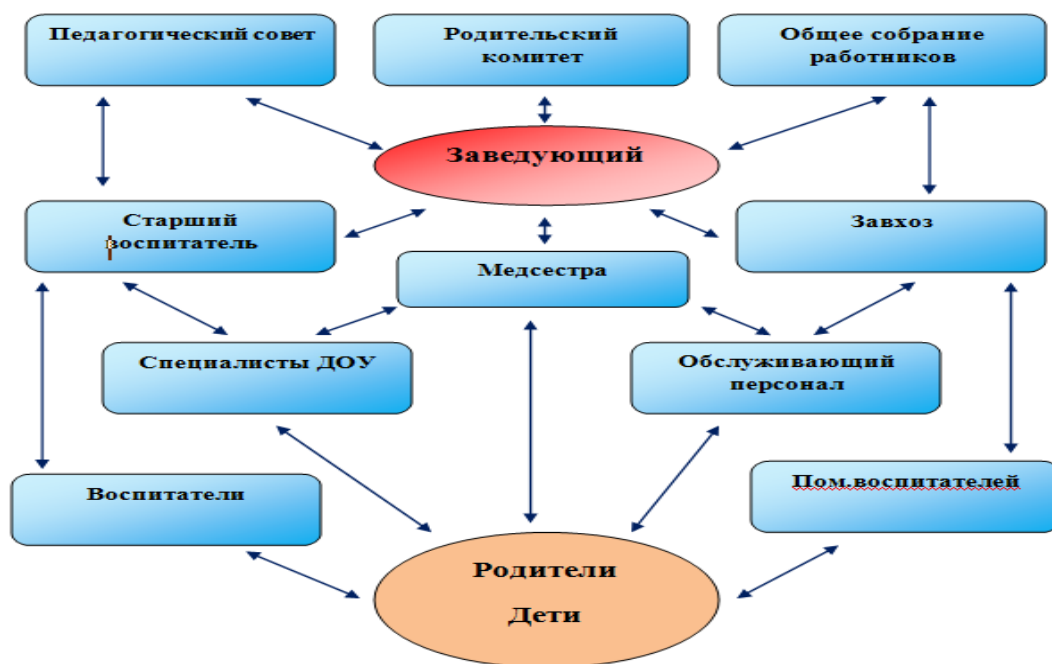 Педагогический совет
Родительский
комитет
Общее собрание
работников
Заведующий
Старший
воспитатель
Завхоз
Медсестра
Специалисты ДОУ
Обслуживающий
персонал
Воспитатели
Пом.воспитателей
Родители
Дети